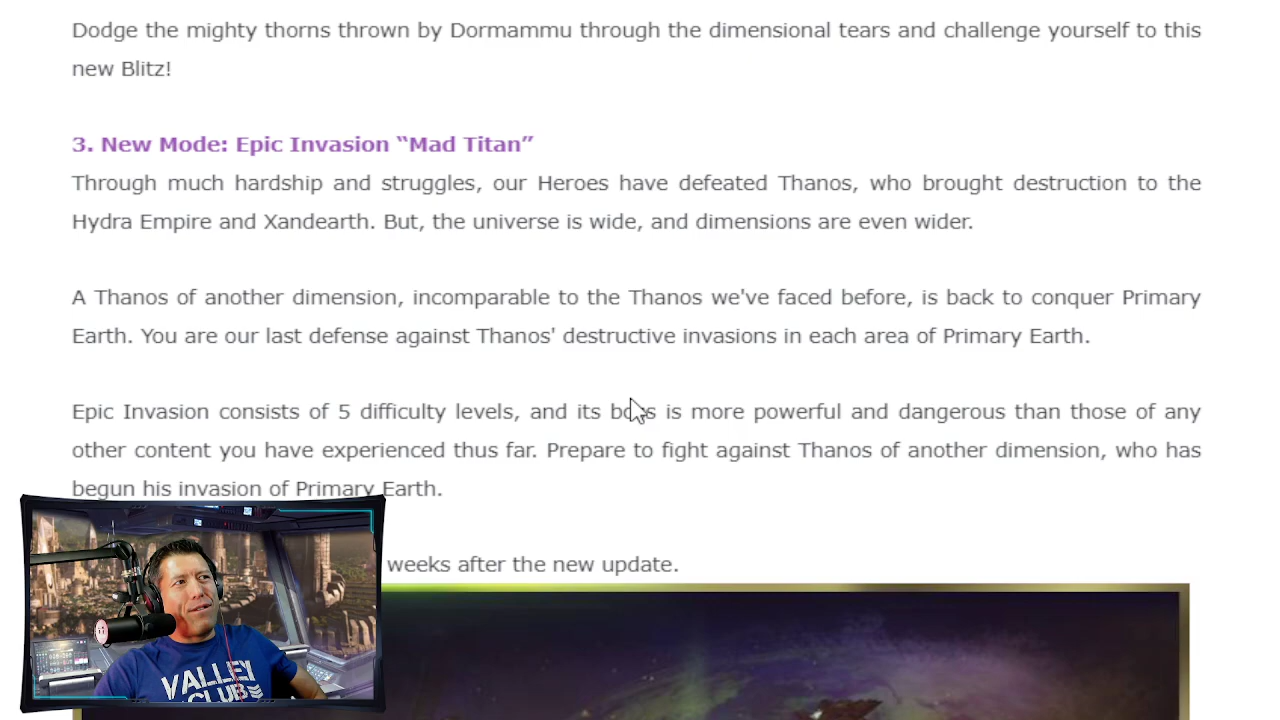 Dodge the mighty thorns thrown by Dormammu through the dimensional tears and challenge yourself to this
new Blitz!
3. New Mode: Epic Invasion “Mad Titan”
Through much hardship and struggles, our Heroes have defeated Thanos, who brought destruction to the
Hydra Empire and Xandearth. But, the universe is wide, and dimensions are even wider.
A Thanos of another dimension, incomparable to the Thanos we've faced before, is back to conquer Primary
Earth. You are our last defense against Thanos' destructive invasions in each area of Primary Earth.
Epic Invasion consists of 5 difficulty levels, and its boss is more powerful and dangerous than those of any
other content you have experienced thus far. Prepare to fight against Thanos of another dimension, who has
begun his invasion of Primary Earth.
weeks after the new update.
VALLEY
CLUB